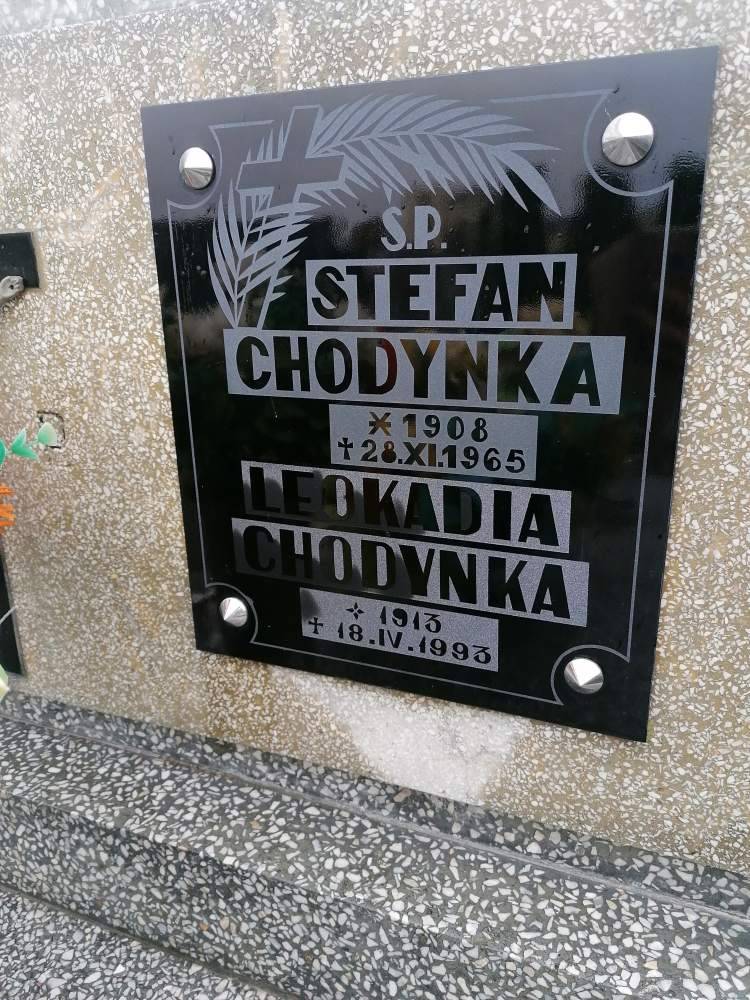 Ś.P.
STEFAN
CHODYNKA
* 1908
† 28.XI.1965
LEOKADIA
CHODYNKA
✧ 1913
† 18.IV.1993